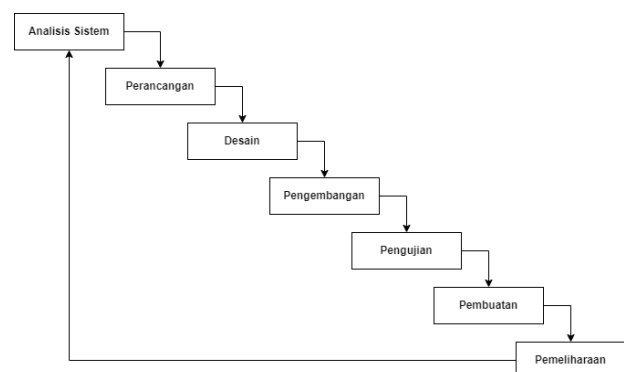 Analisis Sistem
Perancangan
Desain
Pengembangan
Pengujian
Pembuatan
Pemeliharaan